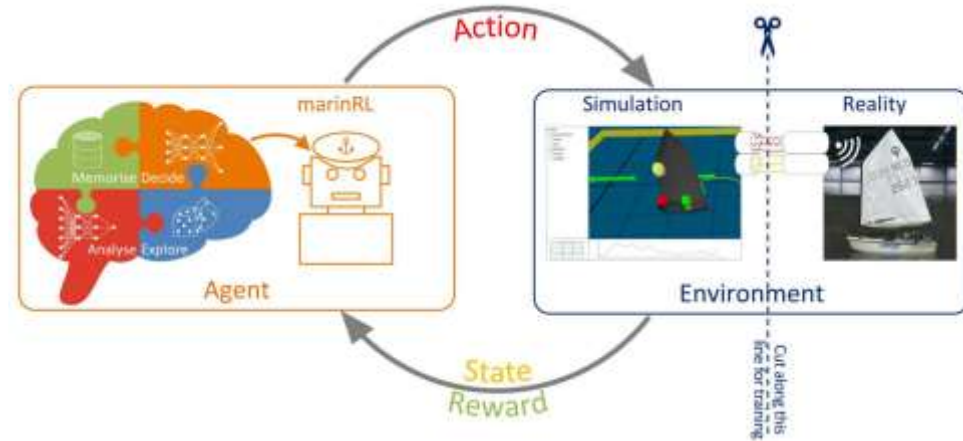 Action
marinRL
Memorise Decide
Analyse Explore
Agent
Simulation
Reality
Environment
State
Reward
Cut along this
line for training